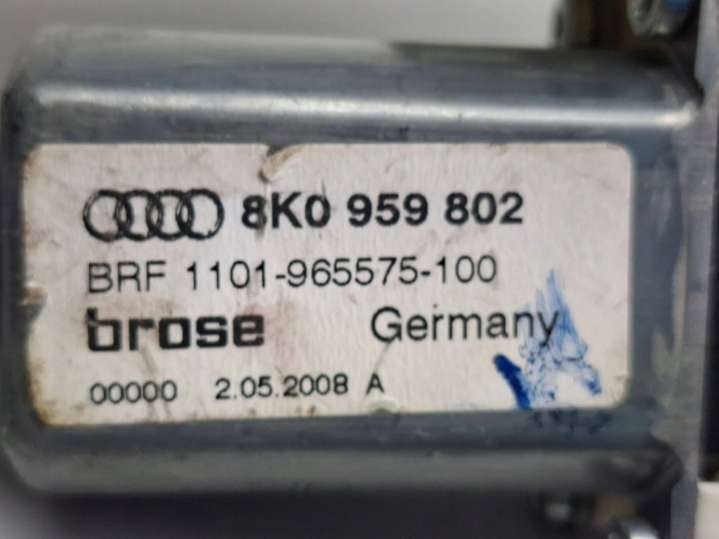 8K0 959 802
BRF 1101-965575-100
brose Germany
00000 2.05.2008 A